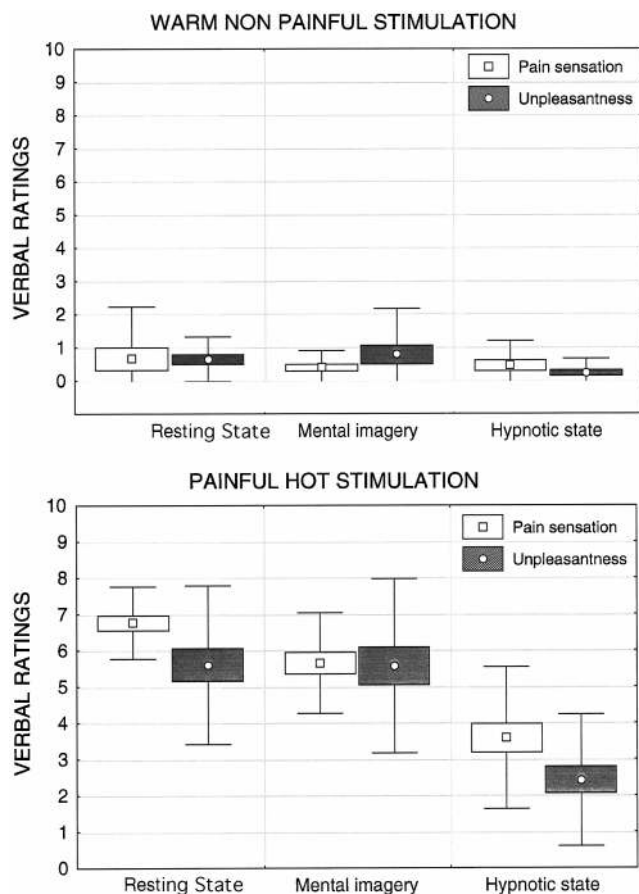 WARM NON PAINFUL STIMULATION
10
9
8
7
6
5
4
3
2
1
0
VERBAL RATINGS
Pain sensation
Unpleasantness
Resting State Mental imagery Hypnotic state
PAINFUL HOT STIMULATION
10
9
8
7
6
5
4
3
2
1
0
VERBAL RATINGS
Pain sensation
Unpleasantness
Resting State Mental imagery Hypnotic state